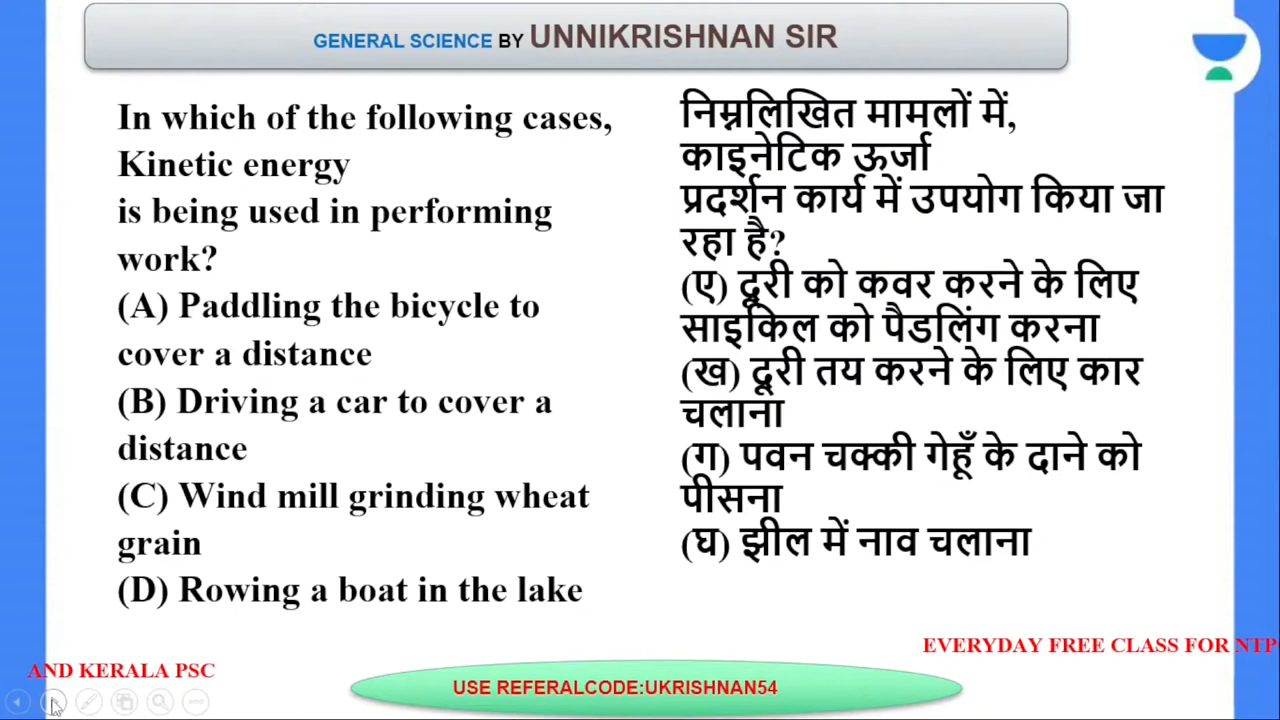 GENERAL SCIENCE BY UNNIKRISHNAN SIR
In which of the following cases,
Kinetic energy
is being used in performing
work?
(A) Paddling the bicycle to
cover a distance
(B) Driving a car to cover a
distance
(C) Wind mill grinding wheat
grain
(D) Rowing a boat in the lake
निम्नलिखित मामलों में,
काइनेटिक ऊर्जा
प्रदर्शन कार्य में उपयोग किया जा
रहा है?
(ए) दूरी को कवर करने के लिए
साइकिल को पैडलिंग करना
(ख) दूरी तय करने के लिए कार
चलाना
(ग) पवन चक्की गेहूँ के दाने को
पीसना
(घ) झील में नाव चलाना
EVERYDAY FREE CLASS FOR NTP
AND KERALA PSC
USE REFERALCODE:UKRISHNAN54